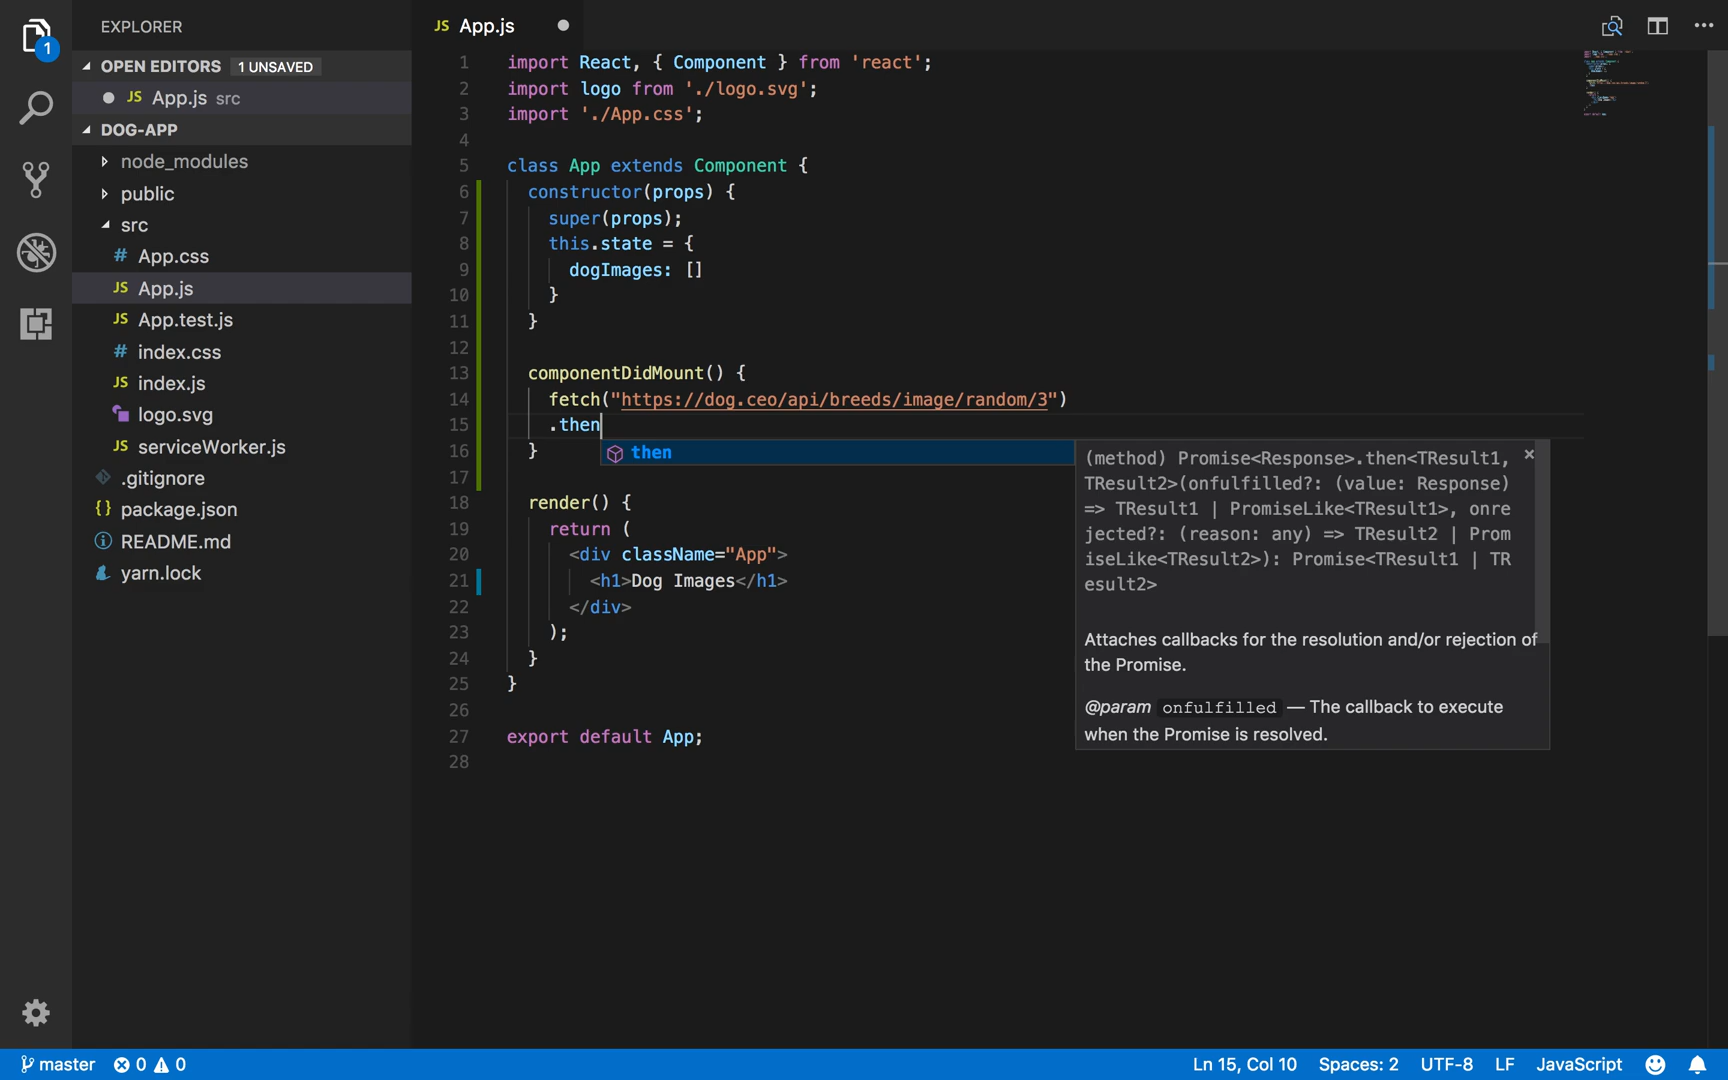 1
EXPLORER
OPEN EDITORS 1 UNSAVED
JS App.js src
DOG-APP
node_modules
public
src
# App.css
JS App.js
JS App.test.js
# index.css
JS index.js
logo.svg
JS serviceWorker.js
.gitignore
{} package.json
README.md
yarn.lock
JS App.js
1 import React, { Component } from 'react';
2 import logo from './logo.svg';
3 import './App.css';
4
5 class App extends Component {
6 constructor(props) {
7 super(props);
8 this.state = {
9 dogImages: []
10 }
11 }
12
13 componentDidMount() {
14 fetch("https://dog.ceo/api/breeds/image/random/3")
15 .then
16 }
17
18 render() {
19 return (
20 <div className="App">
21 <h1>Dog Images</h1>
22 </div>
23 );
24 }
25 }
26
27 export default App;
28
then
(method) Promise<Response>.then<TResult1,
TResult2>(onfulfilled?: (value: Response)
=> TResult1 | PromiseLike<TResult1>, onre
jected?: (reason: any) => TResult2 | Prom
iseLike<TResult2>): Promise<TResult1 | TR
esult2>
Attaches callbacks for the resolution and/or rejection of
the Promise.
@param onfulfilled — The callback to execute
when the Promise is resolved.
master 0 0
Ln 15, Col 10 Spaces: 2 UTF-8 LF JavaScript